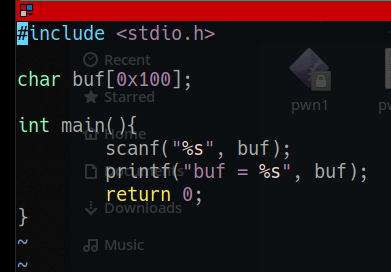 #include <stdio.h>
Recent
char buf[0x100];
Starred
pwn1
int main(){
Home
scanf("%s", buf);
Documents
printf("buf = %s", buf);
return 0;
Downloads
}
~
Music
~